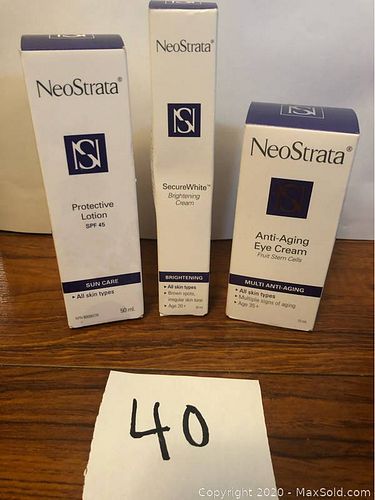 NeoStrata®
Protective
Lotion
SPF 45
SUN CARE
▸ All skin types
50 mL
NeoStrata®
SecureWhite™
Brightening
Cream
BRIGHTENING
▸ All skin types
▸ Brown spots,
irregular skin tone
▸ Age 20+
NeoStrata®
Anti-Aging
Eye Cream
Fruit Stem Cells
MULTI ANTI-AGING
▸ All skin types
▸ Multiple signs of aging
▸ Age 35+
40
Copyright 2020 - MaxSold.com